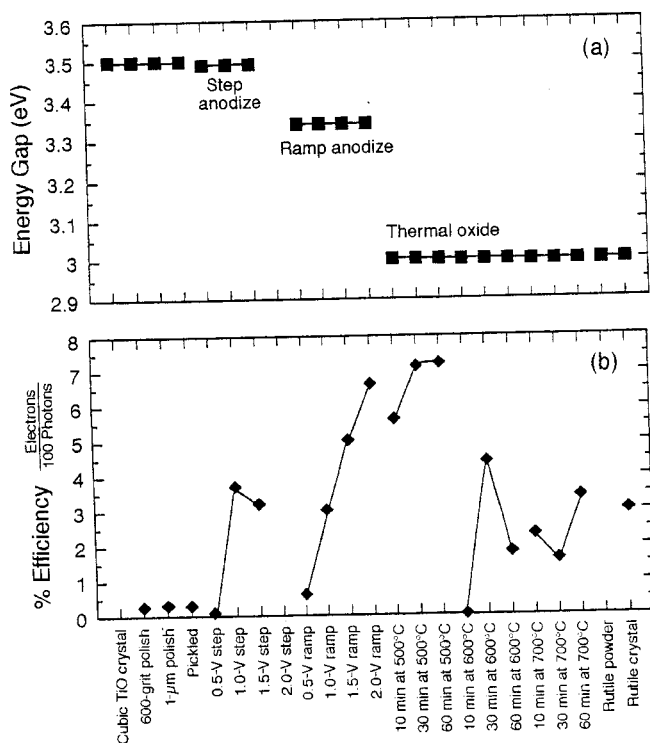 3.6
3.5
3.4
3.3
3.2
3.1
3
2.9
Energy Gap (eV)
(a)
Step
anodize
Ramp anodize
Thermal oxide
8
7
6
5
4
3
2
1
0
% Efficiency Electrons
100 Photons
(b)
Cubic TiO crystal
600-grit polish
1-μm polish
Pickled
0.5-V step
1.0-V step
1.5-V step
2.0-V step
0.5-V ramp
1.0-V ramp
1.5-V ramp
2.0-V ramp
10 min at 500°C
30 min at 500°C
60 min at 500°C
10 min at 600°C
30 min at 600°C
60 min at 600°C
10 min at 700°C
30 min at 700°C
60 min at 700°C
Rutile powder
Rutile crystal